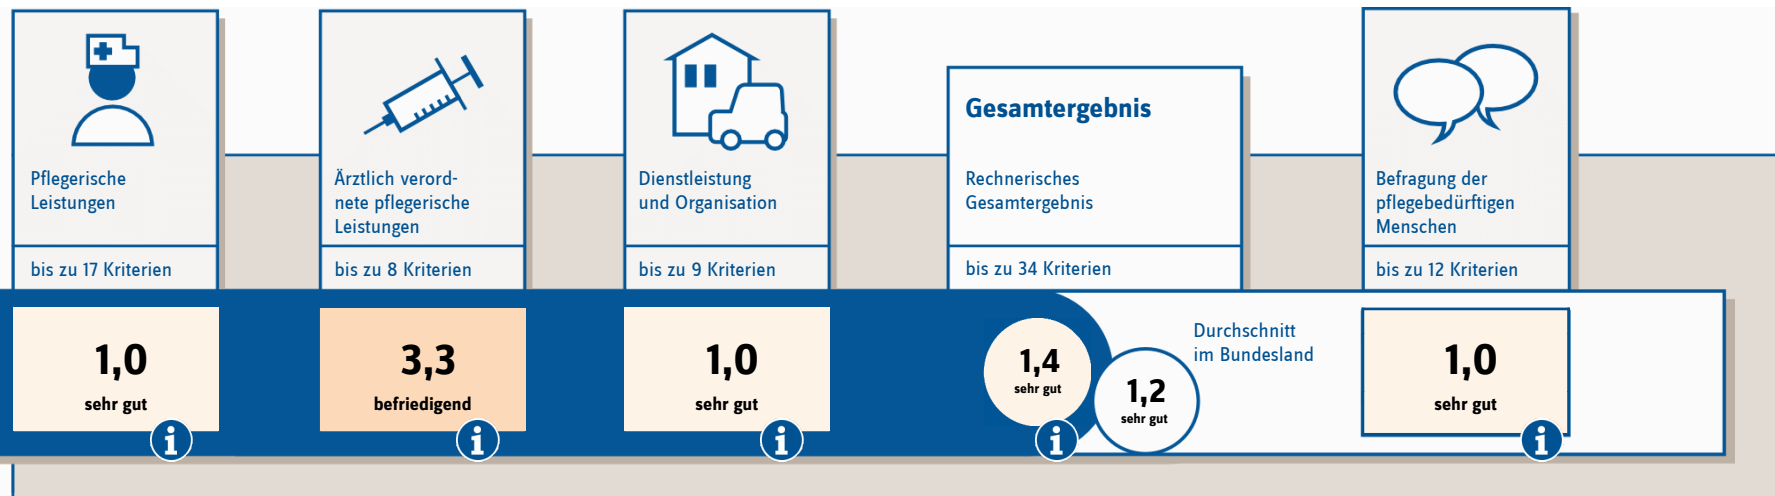 Pflegerische
Leistungen
bis zu 17 Kriterien
1,0
sehr gut
i
Ärztlich verord-
nete pflegerische
Leistungen
bis zu 8 Kriterien
3,3
befriedigend
i
Dienstleistung
und Organisation
bis zu 9 Kriterien
1,0
sehr gut
i
Gesamtergebnis
Rechnerisches
Gesamtergebnis
bis zu 34 Kriterien
1,4
sehr gut
i
Durchschnitt
im Bundesland
1,2
sehr gut
Befragung der
pflegebedürftigen
Menschen
bis zu 12 Kriterien
1,0
sehr gut
i